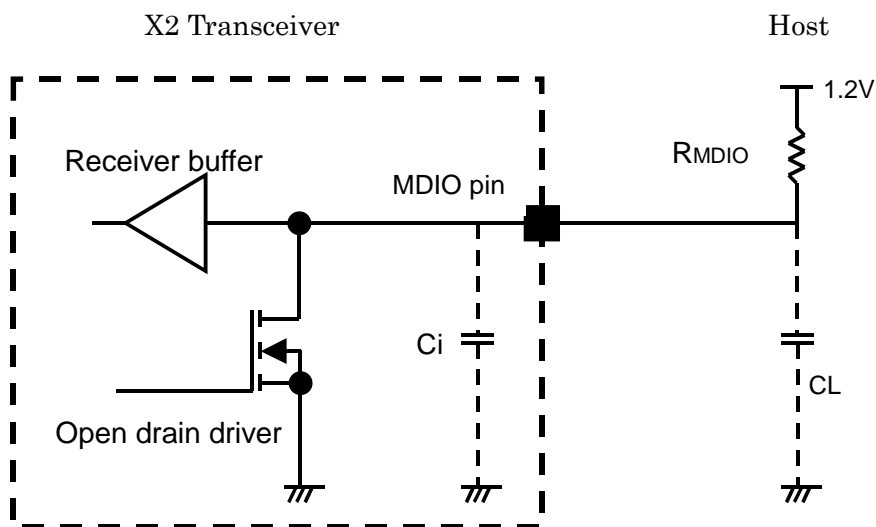 X2 Transceiver
Host
1.2V
Receiver buffer
RMDIO
MDIO pin
Ci
CL
Open drain driver